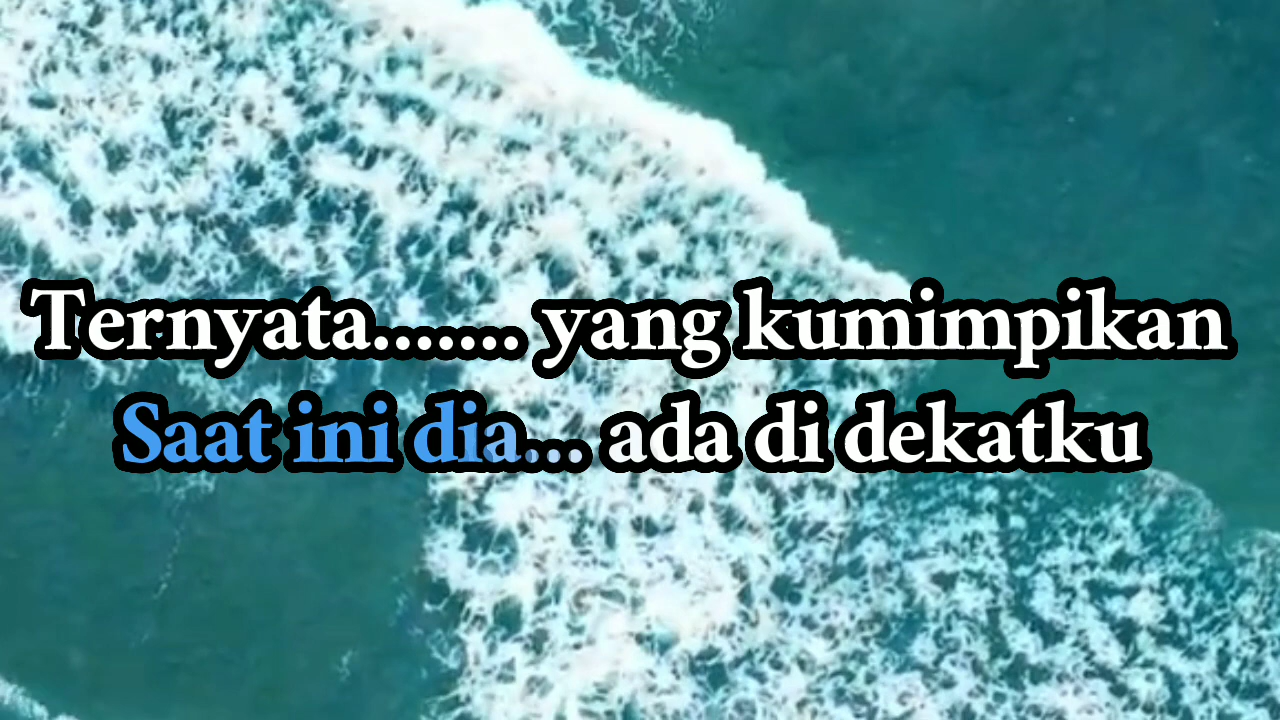 Ternyata....... yang kumimpikan
Saat ini dia... ada di dekatku